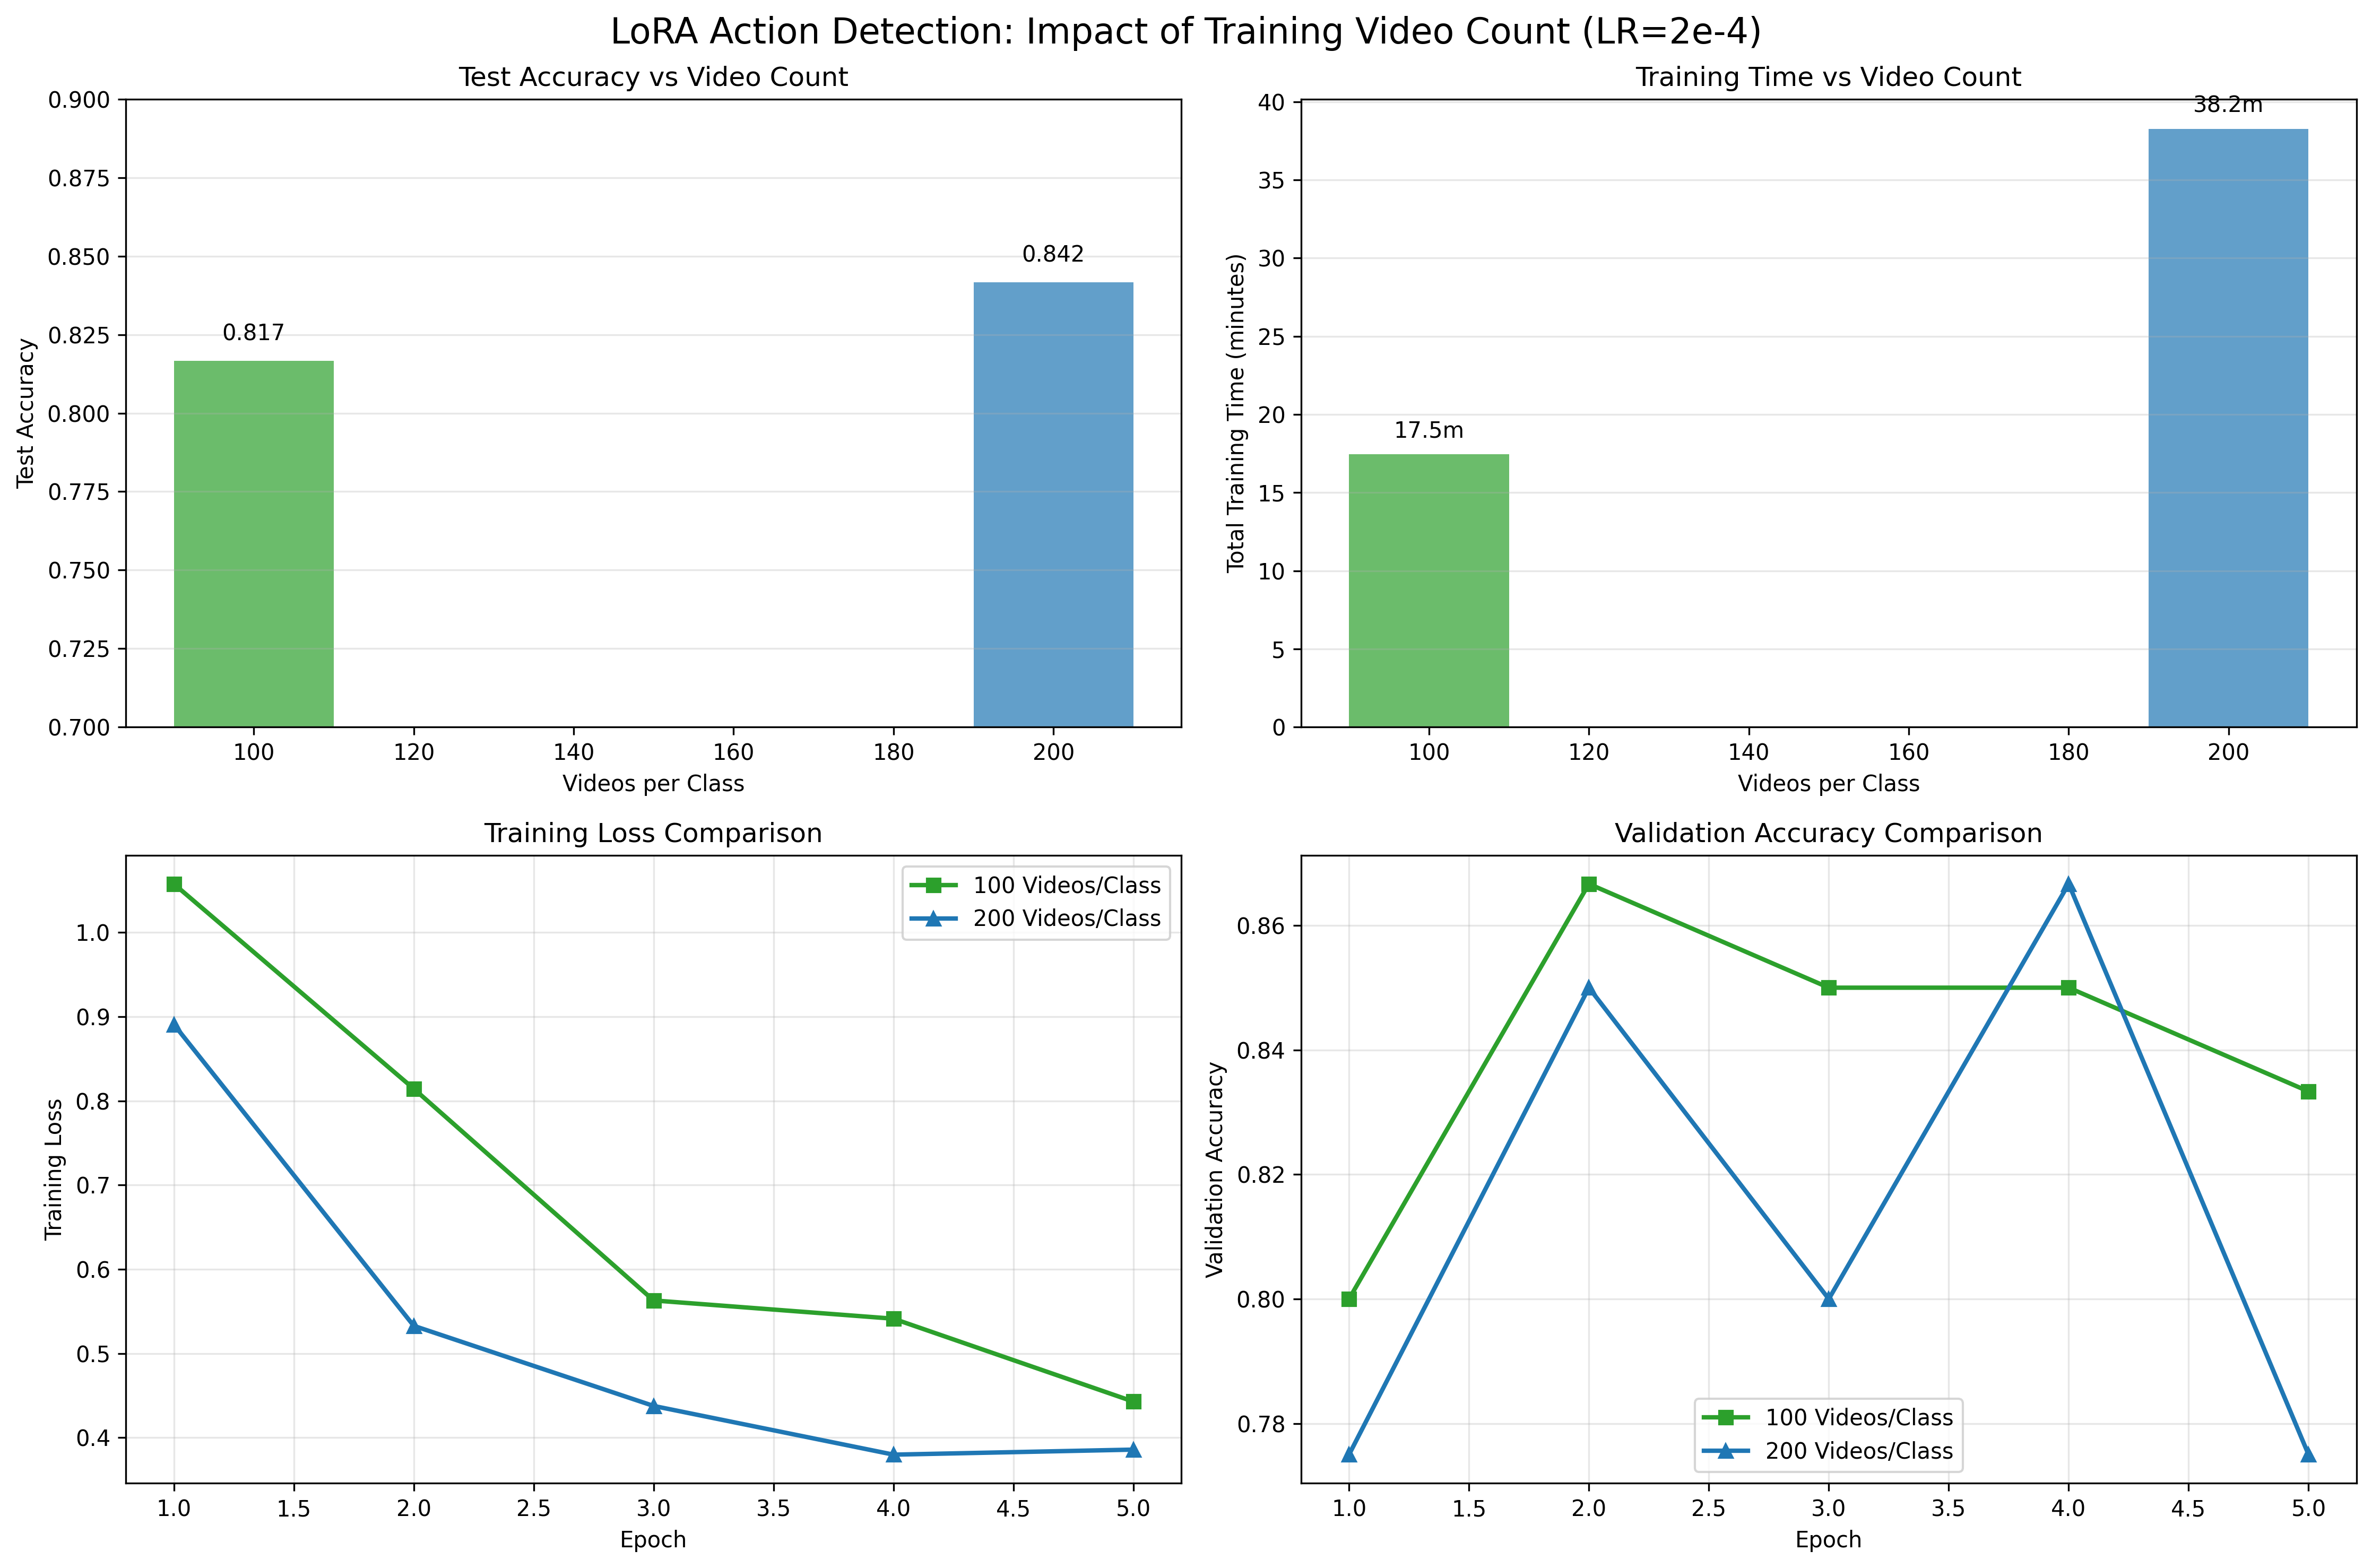 LoRA Action Detection: Impact of Training Video Count (LR=2e-4)
Test Accuracy vs Video Count
0.900
0.875
0.850
0.825
0.800
0.775
0.750
0.725
0.700
Test Accuracy
0.817
0.842
100 120 140 160 180 200
Videos per Class
Training Time vs Video Count
40
35
30
25
20
15
10
5
0
Total Training Time (minutes)
17.5m
38.2m
100 120 140 160 180 200
Videos per Class
Training Loss Comparison
1.0
0.9
0.8
0.7
0.6
0.5
0.4
Training Loss
100 Videos/Class
200 Videos/Class
1.0 1.5 2.0 2.5 3.0 3.5 4.0 4.5 5.0
Epoch
Validation Accuracy Comparison
0.86
0.84
0.82
0.80
0.78
Validation Accuracy
100 Videos/Class
200 Videos/Class
1.0 1.5 2.0 2.5 3.0 3.5 4.0 4.5 5.0
Epoch